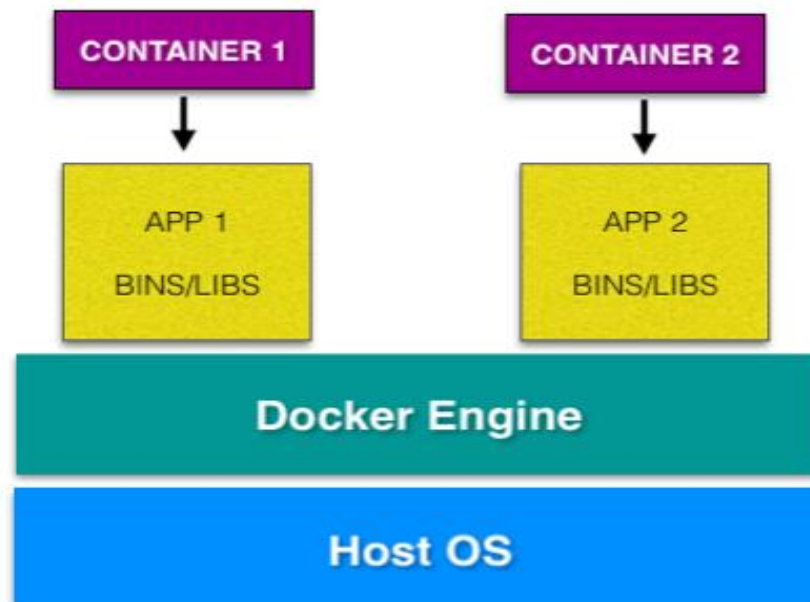 CONTAINER 1
CONTAINER 2
APP 1
BINS/LIBS
APP 2
BINS/LIBS
Docker Engine
Host OS